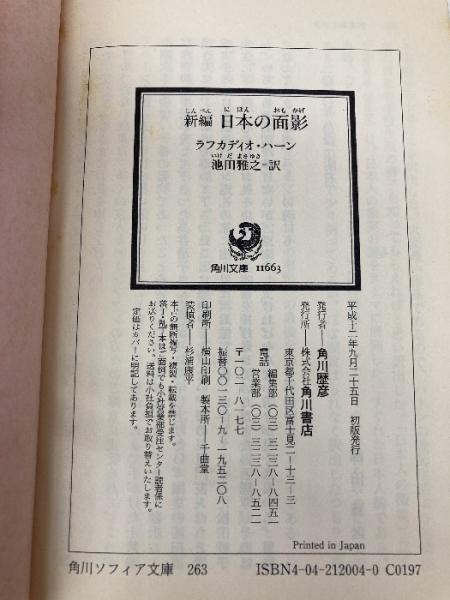 しん ぺん に ほん おも かげ
新編 日本の面影
ラフカディオ・ハーン
いけ だ まさゆき
池田雅之=訳
角川文庫 11663
平成十二年九月二十五日 初版発行
発行者――角川歴彦
発行所――株式会社 角川書店
東京都千代田区富士見二―十三―三
電話 編集部(〇三)三二三八―八四五一
営業部(〇三)三二三八―八五二一
〒一〇二―八一七七
振替〇〇一三〇―九―一九五二〇八
印刷所――横山印刷 製本所――千曲堂
装幀者――杉浦康平
本書の無断複写・複製・転載を禁じます。
落丁・乱丁本はご面倒でも小社営業部受注センター読者係に
お送りください。送料は小社負担でお取り替えいたします。
定価はカバーに明記してあります。
Printed in Japan
角川ソフィア文庫 263 ISBN4-04-212004-0 C0197